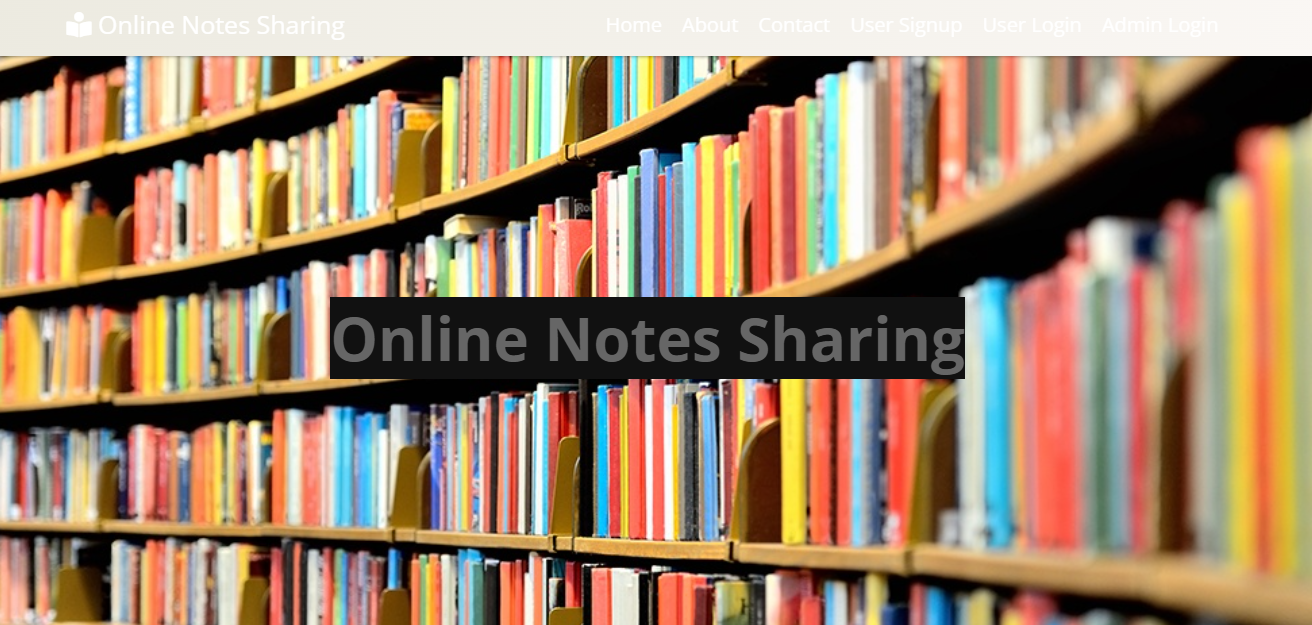 Online Notes Sharing
Home About Contact User Signup User Login Admin Login
Online Notes Sharing